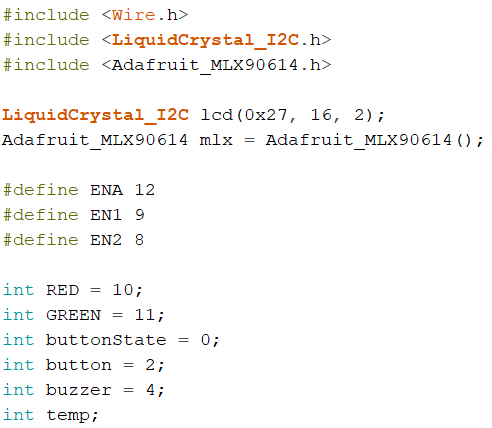 #include <Wire.h>
#include <LiquidCrystal_I2C.h>
#include <Adafruit_MLX90614.h>

LiquidCrystal_I2C lcd(0x27, 16, 2);
Adafruit_MLX90614 mlx = Adafruit_MLX90614();

#define ENA 12
#define EN1 9
#define EN2 8

int RED = 10;
int GREEN = 11;
int buttonState = 0;
int button = 2;
int buzzer = 4;
int temp;